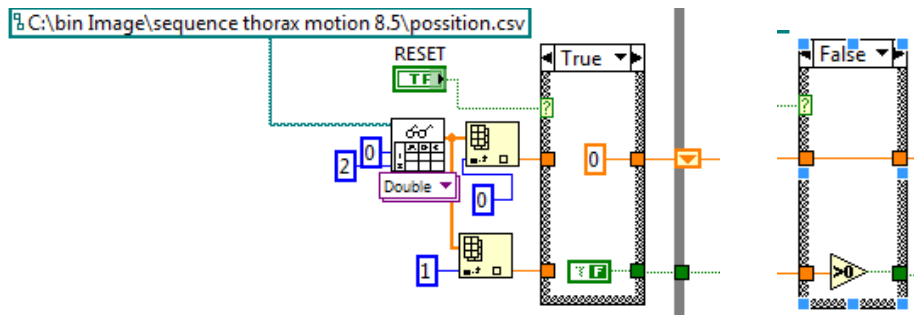 C:\bin Image\sequence thorax motion 8.5\possition.csv
RESET
TF
True
False
?
?
0
2
Double
0
0
1
F
>0